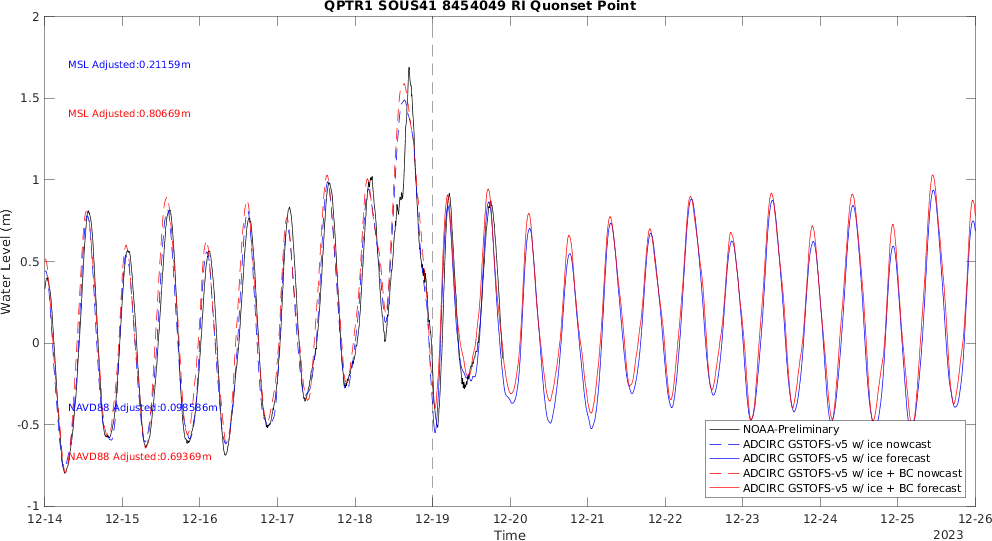 QPTR1 SOUS41 8454049 RI Quonset Point
2
1.5
1
0.5
0
-0.5
-1
Water Level (m)
MSL Adjusted:0.21159m
MSL Adjusted:0.80669m
NAVD88 Adjusted:0.098586m
NAVD88 Adjusted:0.69369m
NOAA-Preliminary
ADCIRC GSTOFS-v5 w/ ice nowcast
ADCIRC GSTOFS-v5 w/ ice forecast
ADCIRC GSTOFS-v5 w/ ice + BC nowcast
ADCIRC GSTOFS-v5 w/ ice + BC forecast
12-14 12-15 12-16 12-17 12-18 12-19 12-20 12-21 12-22 12-23 12-24 12-25 12-26
Time
2023